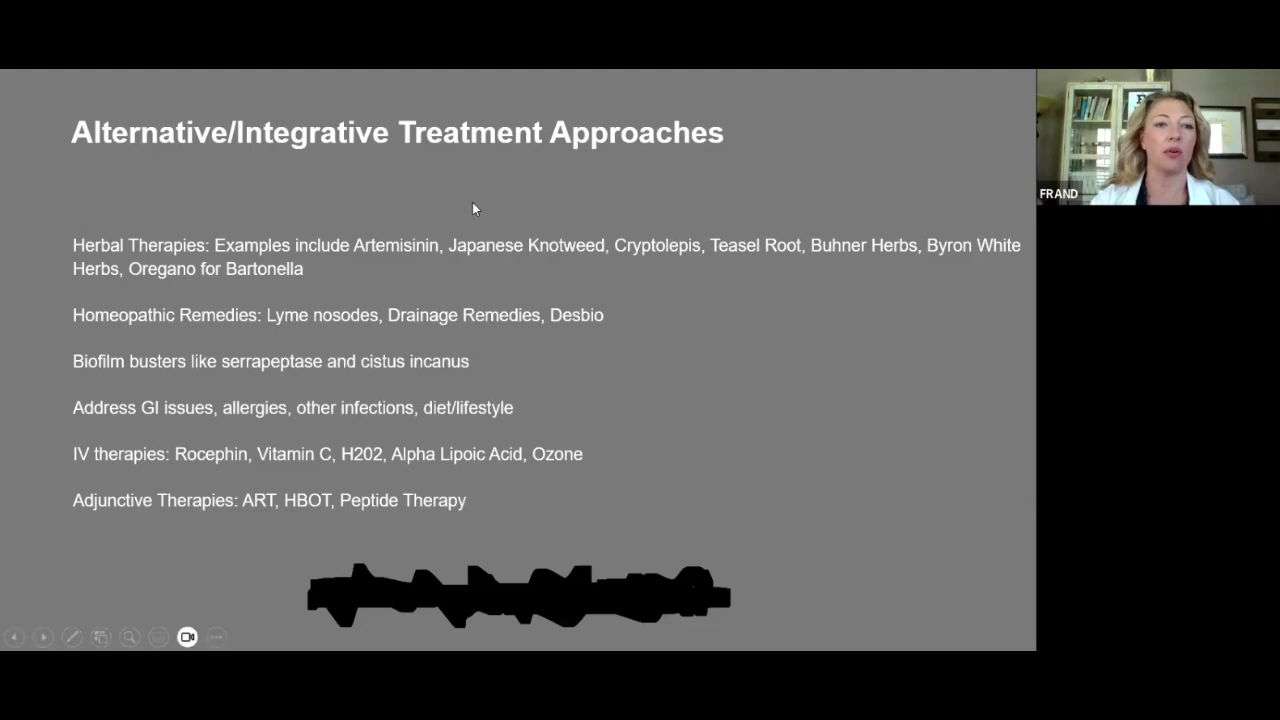 Alternative/Integrative Treatment Approaches
Herbal Therapies: Examples include Artemisinin, Japanese Knotweed, Cryptolepis, Teasel Root, Buhner Herbs, Byron White
Herbs, Oregano for Bartonella
Homeopathic Remedies: Lyme nosodes, Drainage Remedies, Desbio
Biofilm busters like serrapeptase and cistus incanus
Address GI issues, allergies, other infections, diet/lifestyle
IV therapies: Rocephin, Vitamin C, H202, Alpha Lipoic Acid, Ozone
Adjunctive Therapies: ART, HBOT, Peptide Therapy
FRAND